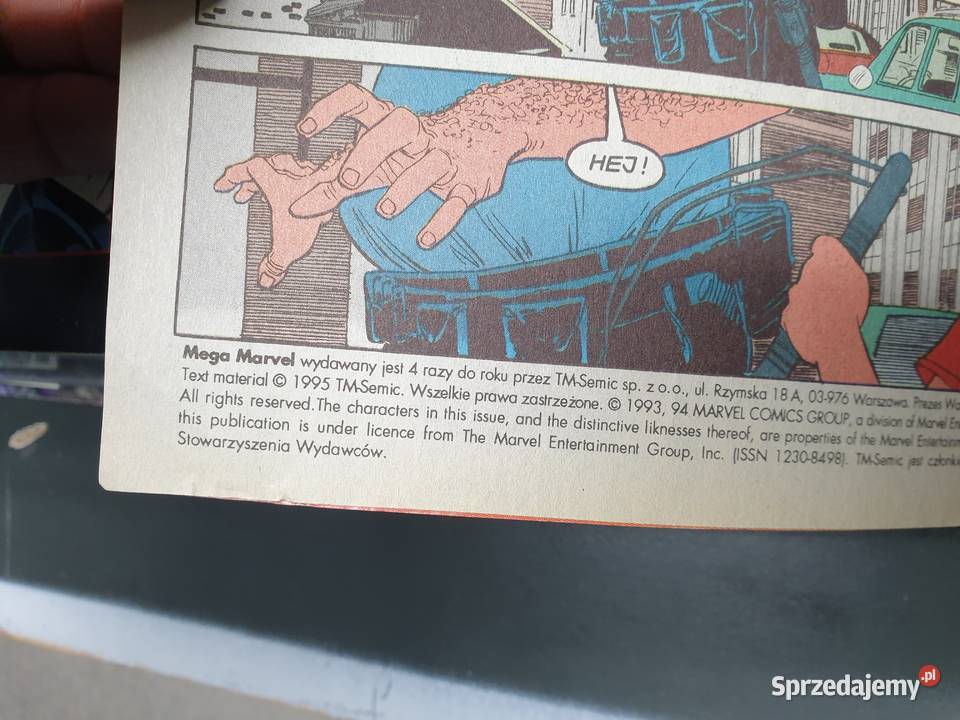 HEJ!
Mega Marvel wydawany jest 4 razy do roku przez TM-Semic sp. z o.o., ul. Rzymska 18 A, 03-976 Warszawa. Prezes
Text material © 1995 TM-Semic. Wszelkie prawa zastrzeżone. © 1993, 94 MARVEL COMICS GROUP, a division of Marvel
All rights reserved. The characters in this issue, and the distinctive liknesses thereof, are properties of the Marvel
this publication is under licence from The Marvel Entertainment Group, Inc. (ISSN 1230-8498). TM-Semic jest
Stowarzyszenia Wydawców.
Sprzedajemy.pl